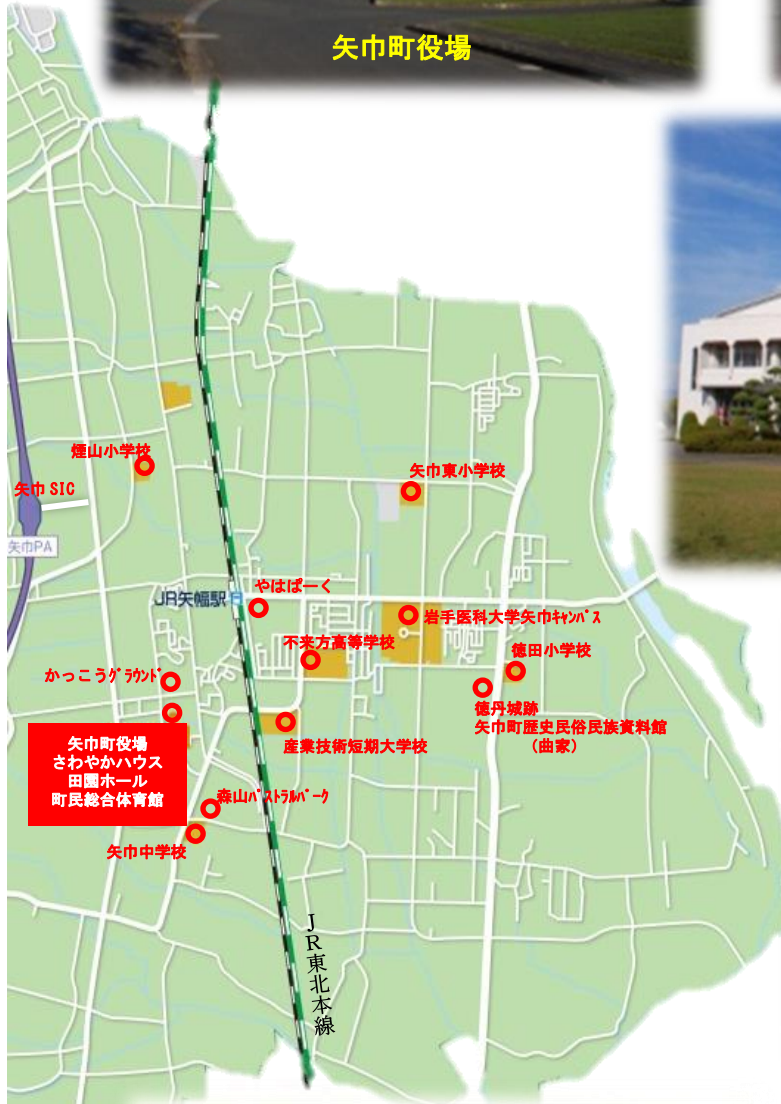 矢巾町役場
煙山小学校
矢巾 SIC
矢巾PA
矢巾東小学校
JR矢幅駅
やはぱーく
岩手医科大学矢巾ｷｬﾝﾊﾟｽ
不来方高等学校
徳田小学校
かっこうｸﾞﾗｳﾝﾄﾞ
徳丹城跡
矢巾町歴史民俗民族資料館
（曲家）
産業技術短期大学校
矢巾町役場
さわやかハウス
田園ホール
町民総合体育館
森山ﾊﾟｽﾄﾗﾙﾊﾟｰｸ
矢巾中学校
ＪＲ東北本線